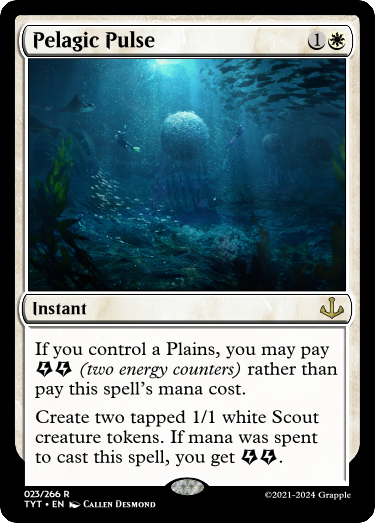 Pelagic Pulse 1
Instant
If you control a Plains, you may pay
(two energy counters) rather than
pay this spell's mana cost.
Create two tapped 1/1 white Scout
creature tokens. If mana was spent
to cast this spell, you get .
023/266 R
TYT • EN Callen Desmond
©2021-2024 Grapple